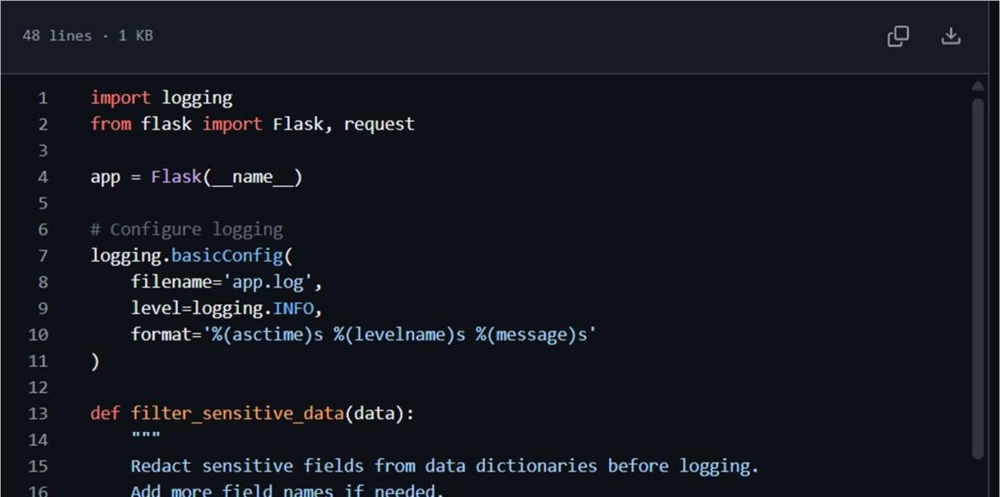 48 lines · 1 KB
1 import logging
2 from flask import Flask, request
3
4 app = Flask(__name__)
5
6 # Configure logging
7 logging.basicConfig(
8     filename='app.log',
9     level=logging.INFO,
10     format='%(asctime)s %(levelname)s %(message)s'
11 )
12
13 def filter_sensitive_data(data):
14     """
15     Redact sensitive fields from data dictionaries before logging.
16     Add more field names if needed.